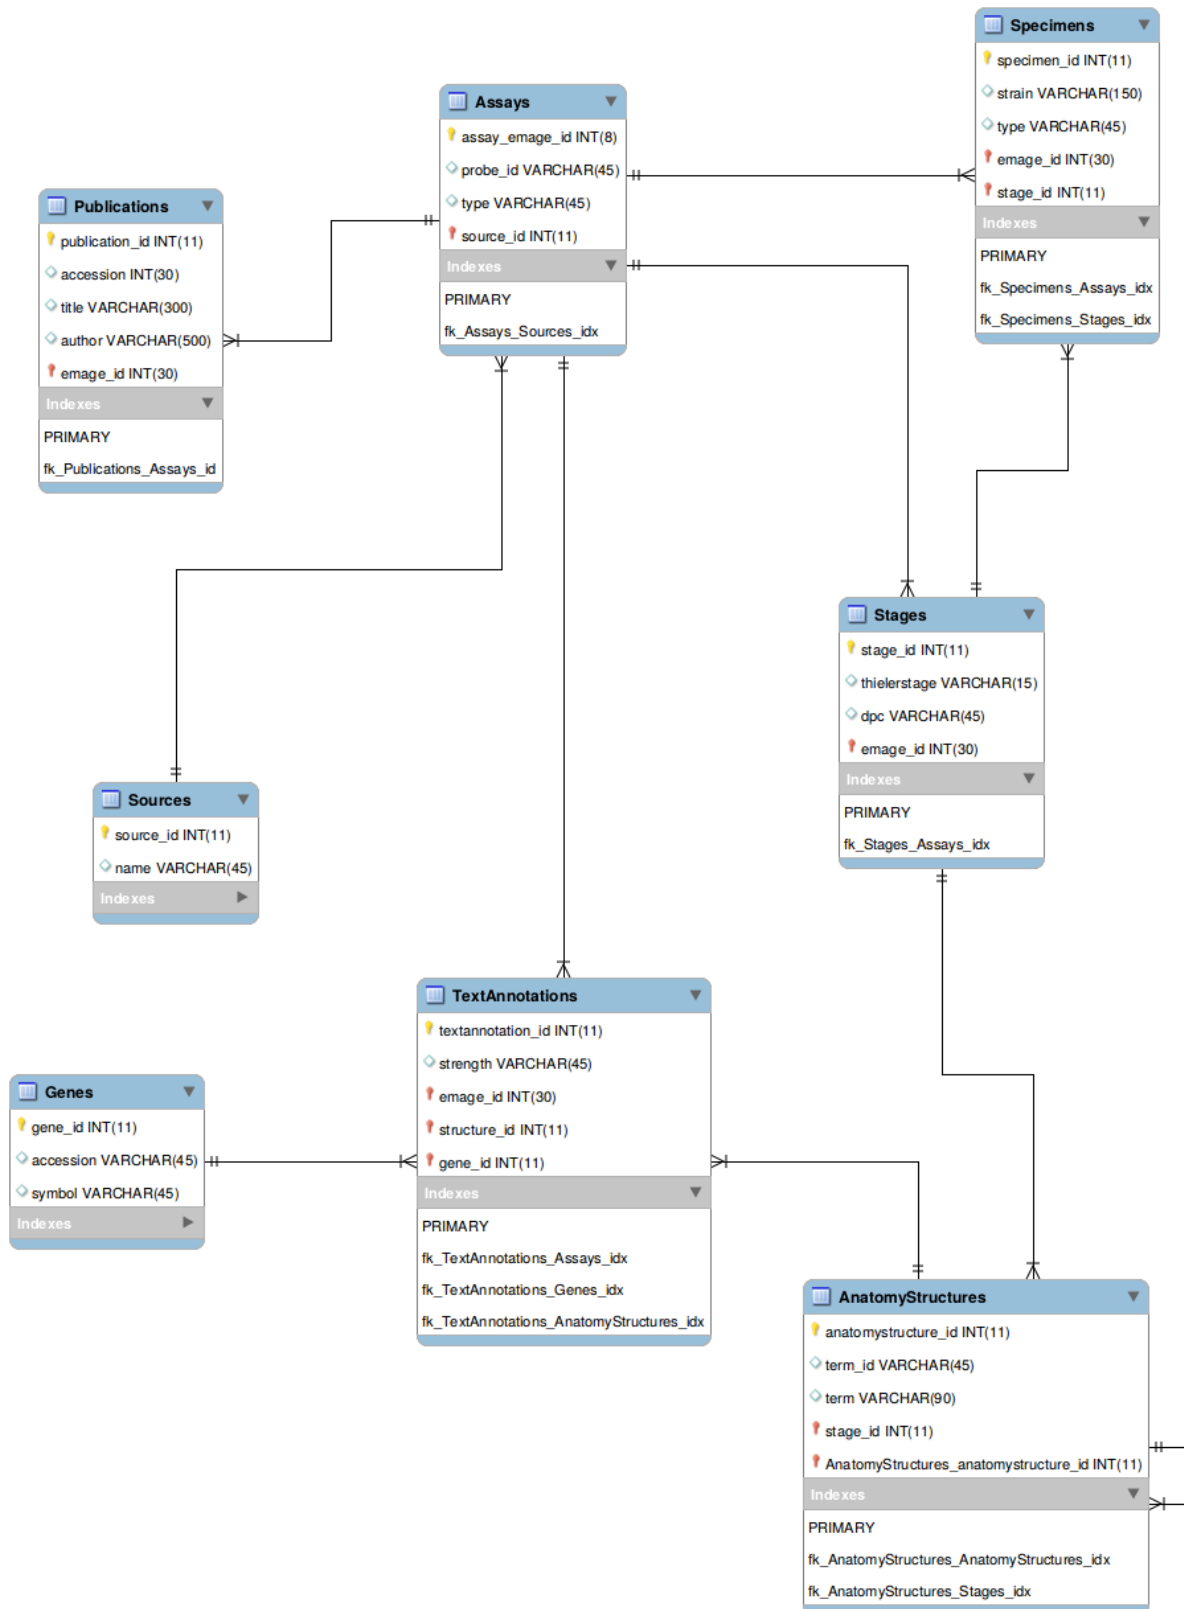 Specimens
specimen_id INT(11)
strain VARCHAR(150)
type VARCHAR(45)
emage_id INT(30)
stage_id INT(11)
Indexes
PRIMARY
fk_Specimens_Assays_idx
fk_Specimens_Stages_idx
Assays
assay_emage_id INT(8)
probe_id VARCHAR(45)
type VARCHAR(45)
source_id INT(11)
Indexes
PRIMARY
fk_Assays_Sources_idx
Publications
publication_id INT(11)
accession INT(30)
title VARCHAR(300)
author VARCHAR(500)
emage_id INT(30)
Indexes
PRIMARY
fk_Publications_Assays_id
Stages
stage_id INT(11)
thielerstage VARCHAR(15)
dpc VARCHAR(45)
emage_id INT(30)
Indexes
PRIMARY
fk_Stages_Assays_idx
Sources
source_id INT(11)
name VARCHAR(45)
Indexes
TextAnnotations
textannotation_id INT(11)
strength VARCHAR(45)
emage_id INT(30)
structure_id INT(11)
gene_id INT(11)
Indexes
PRIMARY
fk_TextAnnotations_Assays_idx
fk_TextAnnotations_Genes_idx
fk_TextAnnotations_AnatomyStructures_idx
Genes
gene_id INT(11)
accession VARCHAR(45)
symbol VARCHAR(45)
Indexes
AnatomyStructures
anatomystructure_id INT(11)
term_id VARCHAR(45)
term VARCHAR(90)
stage_id INT(11)
AnatomyStructures_anatomystructure_id INT(11)
Indexes
PRIMARY
fk_AnatomyStructures_AnatomyStructures_idx
fk_AnatomyStructures_Stages_idx